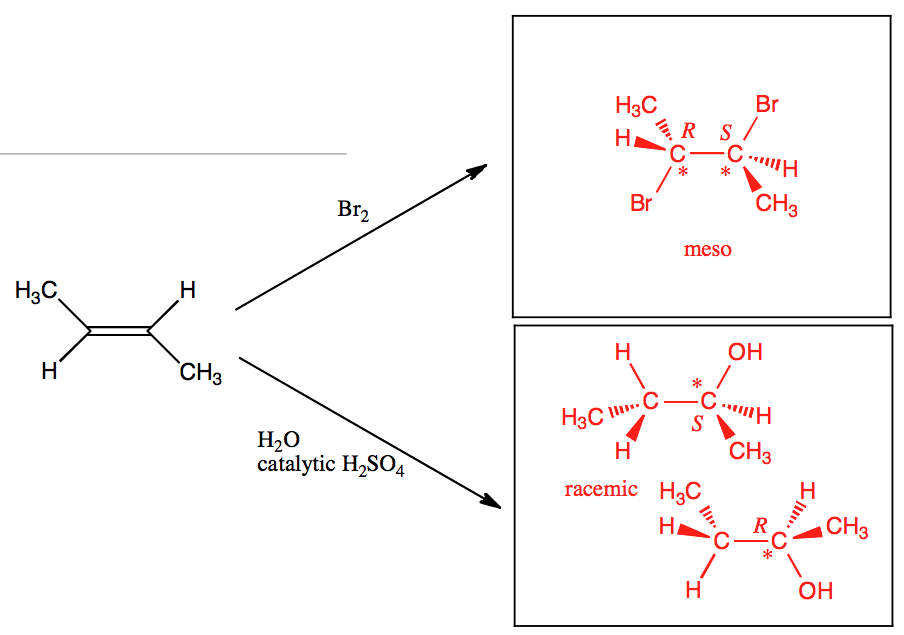 H₃C
Br
H
R
S
C
C
H
*
*
Br
CH₃
meso
Br₂
H₃C
H
H
CH₃
H₂O
catalytic H₂SO₄
H
OH
*
C
C
H₃C
H
S
H
CH₃
racemic
H₃C
H
H
R
CH₃
C
C
*
H
OH